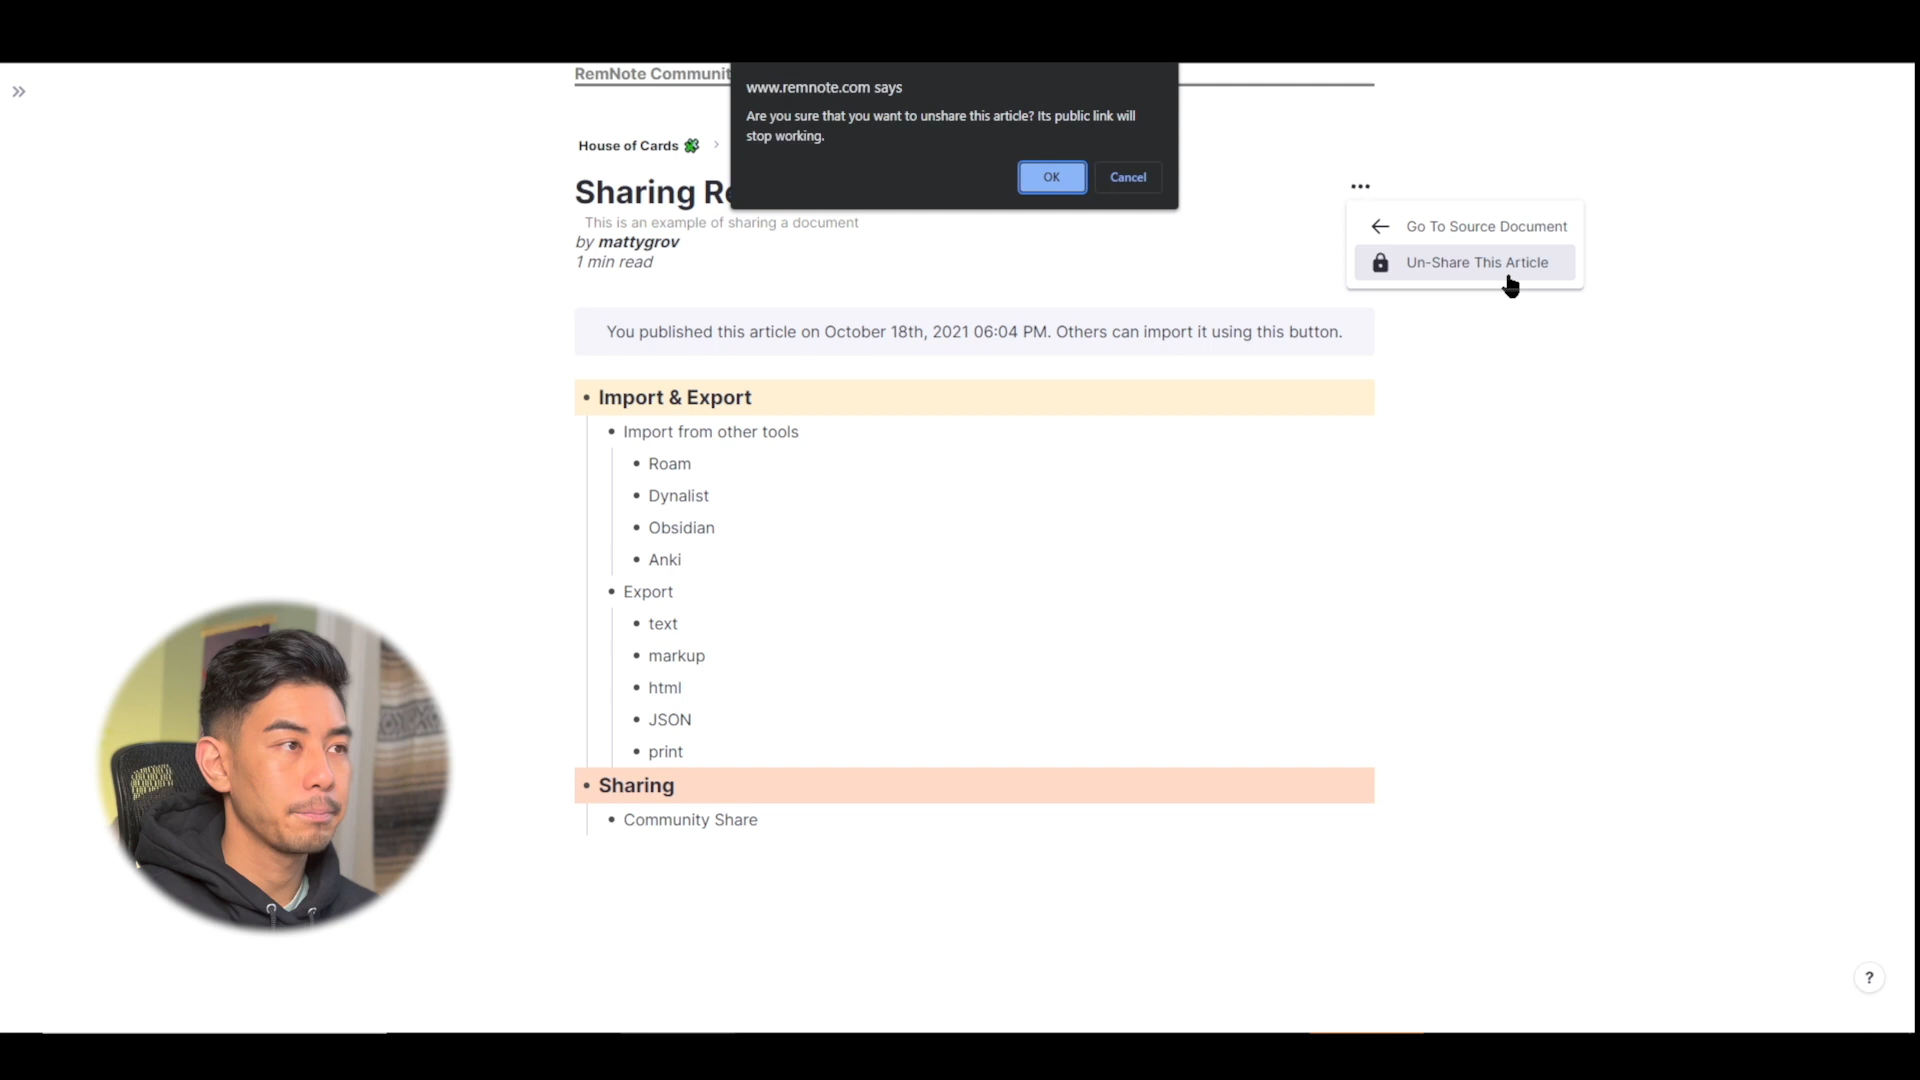 RemNote Communit
www.remnote.com says
Are you sure that you want to unshare this article? Its public link will
stop working.
OK
Cancel
House of Cards
Sharing Re
This is an example of sharing a document
by mattygrov
1 min read
Go To Source Document
Un-Share This Article
You published this article on October 18th, 2021 06:04 PM. Others can import it using this button.
Import & Export
Import from other tools
Roam
Dynalist
Obsidian
Anki
Export
text
markup
html
JSON
print
Sharing
Community Share
?